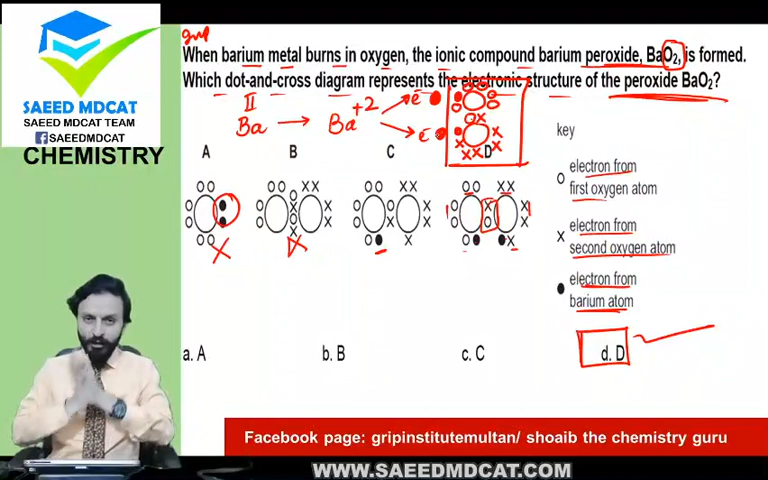 group
When barium metal burns in oxygen, the ionic compound barium peroxide, BaO2, is formed.
Which dot-and-cross diagram represents the electronic structure of the peroxide BaO2?
SAEED MDCAT
SAEED MDCAT TEAM
SAEEDMDCAT
CHEMISTRY
II
Ba → Ba+2
e-
e-
key
A B C D
electron from
first oxygen atom
x electron from
second oxygen atom
electron from
barium atom
a. A b. B c. C d. D
Facebook page: gripinstitutemultan/ shoaib the chemistry guru
WWW.SAEEDMDCAT.COM